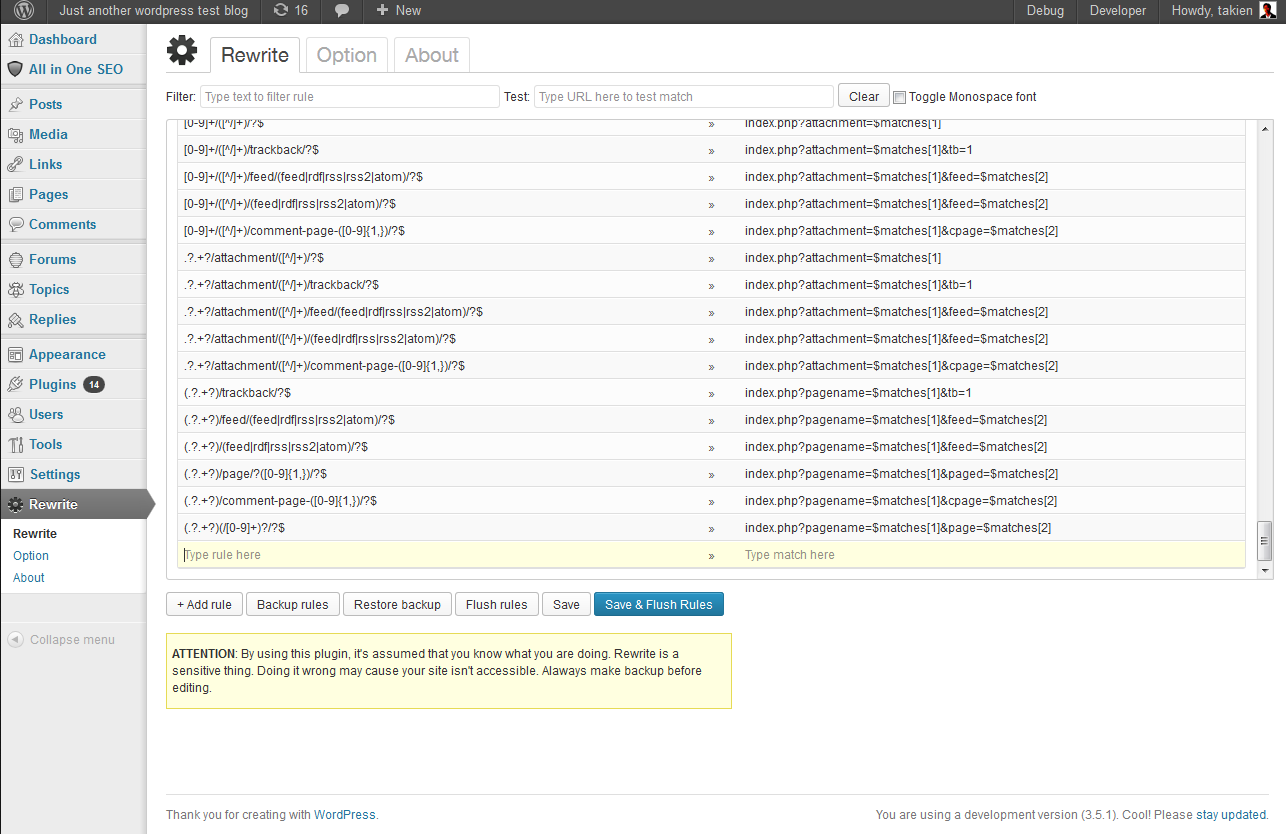 Just another wordpress test blog 16 New Debug Developer Howdy, takien
Dashboard
All in One SEO
Posts
Media
Links
Pages
Comments
Forums
Topics
Replies
Appearance
Plugins 14
Users
Tools
Settings
Rewrite
Rewrite
Option
About
Collapse menu
Rewrite Option About
Filter: Type text to filter rule Test: Type URL here to test match Clear Toggle Monospace font
[0-9]+/([^/]+)/?$ » index.php?attachment=$matches[1]
[0-9]+/([^/]+)/trackback/?$ » index.php?attachment=$matches[1]&tb=1
[0-9]+/([^/]+)/feed/(feed|rdf|rss|rss2|atom)/?$ » index.php?attachment=$matches[1]&feed=$matches[2]
[0-9]+/([^/]+)/(feed|rdf|rss|rss2|atom)/?$ » index.php?attachment=$matches[1]&feed=$matches[2]
[0-9]+/([^/]+)/comment-page-([0-9]{1,})/?$ » index.php?attachment=$matches[1]&cpage=$matches[2]
.?.+?/attachment/([^/]+)/?$ » index.php?attachment=$matches[1]
.?.+?/attachment/([^/]+)/trackback/?$ » index.php?attachment=$matches[1]&tb=1
.?.+?/attachment/([^/]+)/feed/(feed|rdf|rss|rss2|atom)/?$ » index.php?attachment=$matches[1]&feed=$matches[2]
.?.+?/attachment/([^/]+)/(feed|rdf|rss|rss2|atom)/?$ » index.php?attachment=$matches[1]&feed=$matches[2]
.?.+?/attachment/([^/]+)/comment-page-([0-9]{1,})/?$ » index.php?attachment=$matches[1]&cpage=$matches[2]
(.?.+?)/trackback/?$ » index.php?pagename=$matches[1]&tb=1
(.?.+?)/feed/(feed|rdf|rss|rss2|atom)/?$ » index.php?pagename=$matches[1]&feed=$matches[2]
(.?.+?)/(feed|rdf|rss|rss2|atom)/?$ » index.php?pagename=$matches[1]&feed=$matches[2]
(.?.+?)/page/?([0-9]{1,})/?$ » index.php?pagename=$matches[1]&paged=$matches[2]
(.?.+?)/comment-page-([0-9]{1,})/?$ » index.php?pagename=$matches[1]&cpage=$matches[2]
(.?.+?)(/[0-9]+)?/?$ » index.php?pagename=$matches[1]&page=$matches[2]
Type rule here » Type match here
+ Add rule Backup rules Restore backup Flush rules Save Save & Flush Rules
ATTENTION: By using this plugin, it's assumed that you know what you are doing. Rewrite is a
sensitive thing. Doing it wrong may cause your site isn't accessible. Alaways make backup before
editing.
Thank you for creating with WordPress. You are using a development version (3.5.1). Cool! Please stay updated.